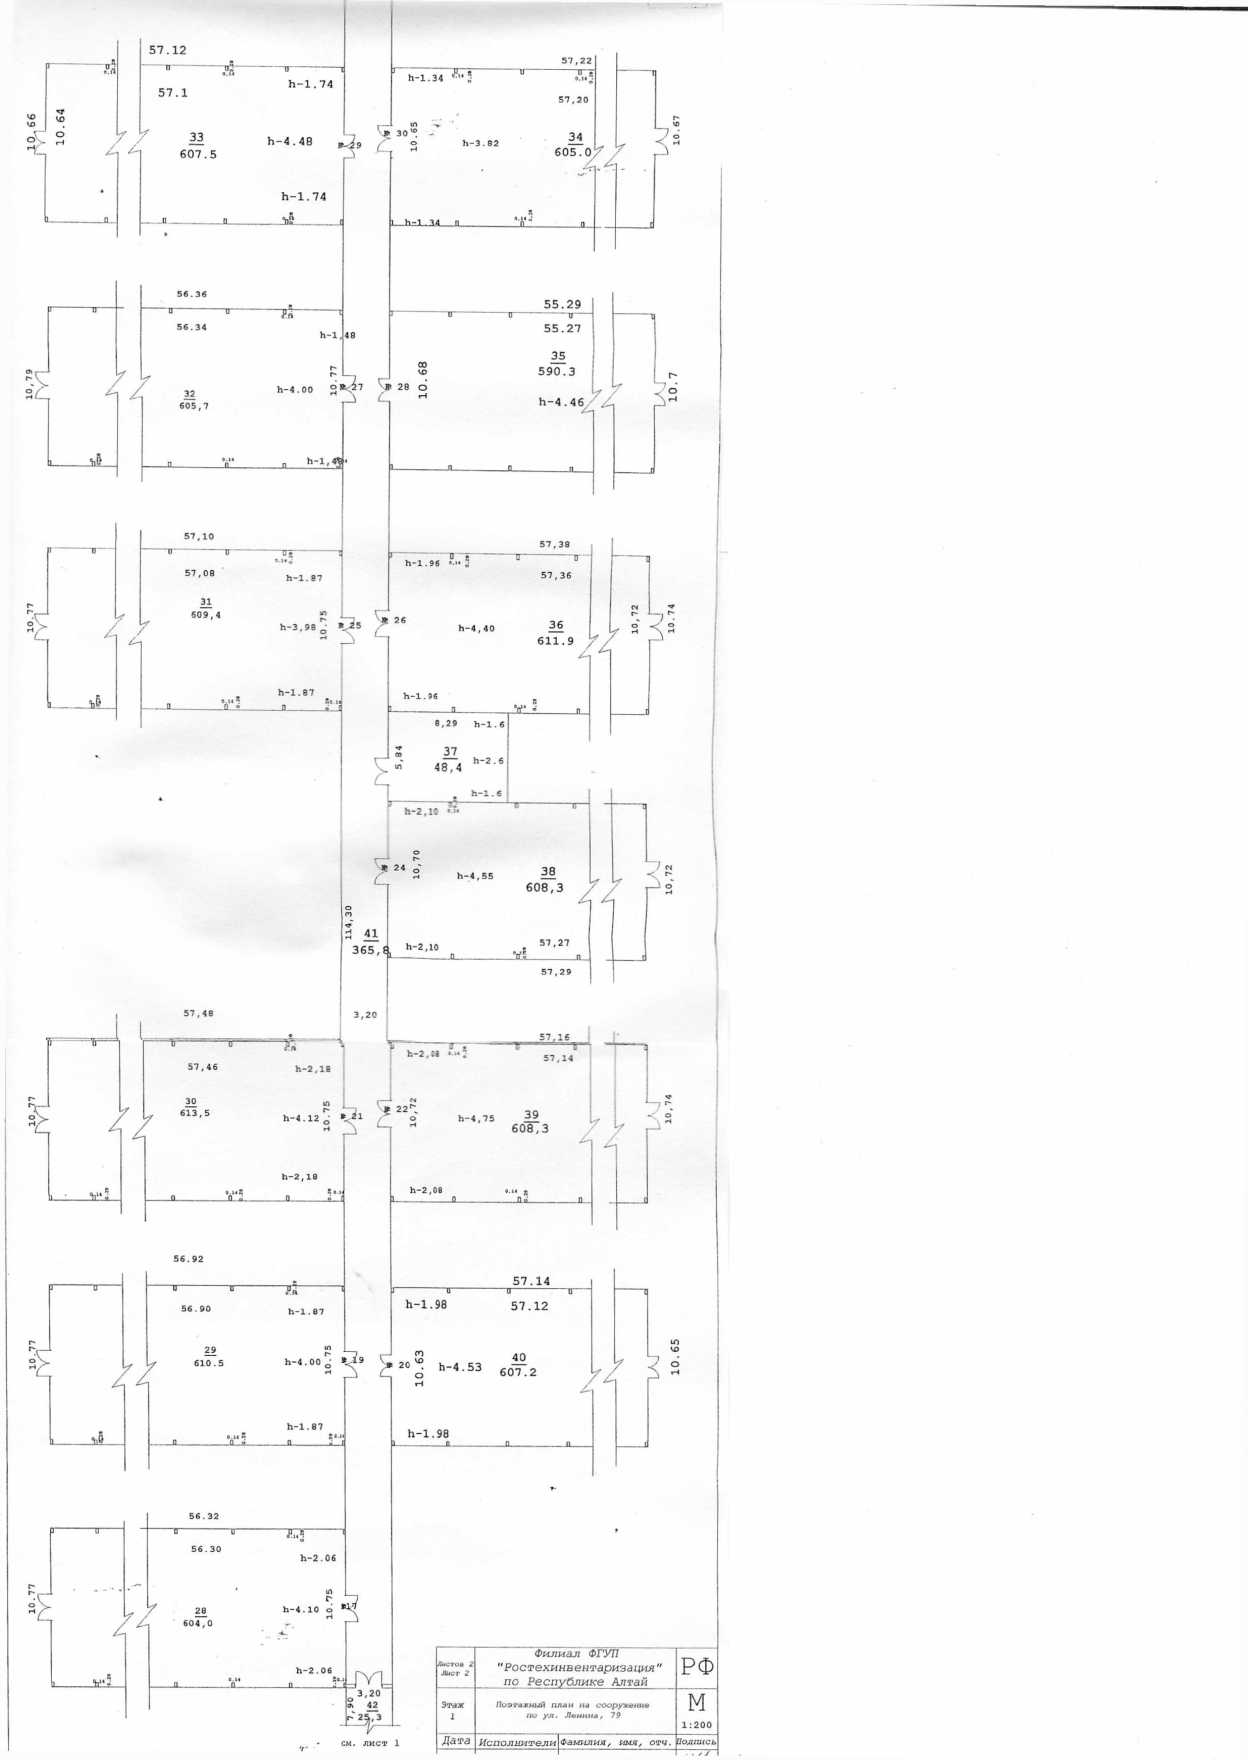 57.12
57.1
h-1.74
10.66
10.64
33
607.5
h-4.48
№ 29
h-1.74
57,22
h-1.34
57,20
№ 30
10.65
h-3.82
34
605.0
10.67
h-1.34
56.36
56.34
h-1,48
10,79
h-4.00
10.77
№ 27
32
605,7
55.29
55.27
№ 28
10.68
35
590.3
h-4.46
10.7
57,10
57,08
h-1.87
10.77
31
609,4
h-3,98
10.75
№ 25
h-1.87
57,38
h-1.96
57,36
№ 26
h-4,40
36
611.9
10,72
10.74
h-1.96
8,29
h-1.6
5,84
37
48,4
h-2.6
h-1.6
h-2,10
№ 24
10,70
h-4,55
38
608,3
10,72
114,30
41
365,8
h-2,10
57,27
57,29
57,48
3,20
57,46
h-2,18
10,77
30
613,5
h-4.12
10.75
№ 21
h-2,18
57,16
h-2,08
57,14
№ 22
10,72
h-4,75
39
608,3
10,74
h-2,08
56.92
56.90
h-1.87
10.77
29
610.5
h-4.00
10.75
№ 19
h-1.87
57.14
h-1.98
57.12
№ 20
10.63
h-4.53
40
607.2
10.65
h-1.98
56.32
56.30
h-2.06
10.77
28
604,0
h-4.10
10.75
№17
h-2.06
3,20
7,90
42
25,3
см. лист 1
Листов 2
Лист 2
Филиал ФГУП
"Ростехинвентаризация"
по Республике Алтай
РФ
Этаж
1
Поэтажный план на сооружение
по ул. Ленина, 79
М
1:200
Дата Исполнители Фамилия, имя, отч. Подпись